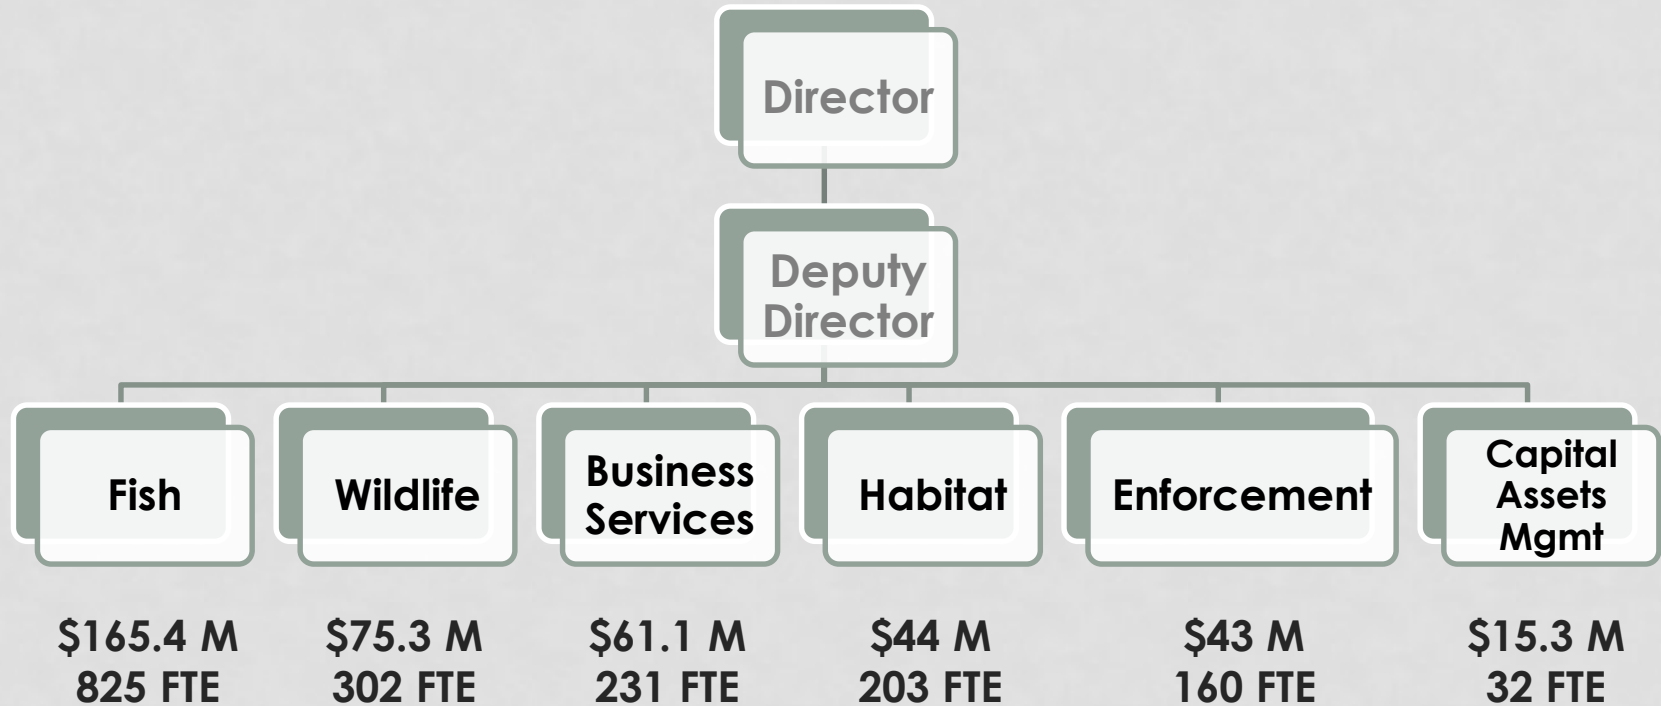 Director
Deputy
Director
Fish
Wildlife
Business
Services
Habitat
Enforcement
Capital
Assets
Mgmt
$165.4 M
825 FTE
$75.3 M
302 FTE
$61.1 M
231 FTE
$44 M
203 FTE
$43 M
160 FTE
$15.3 M
32 FTE